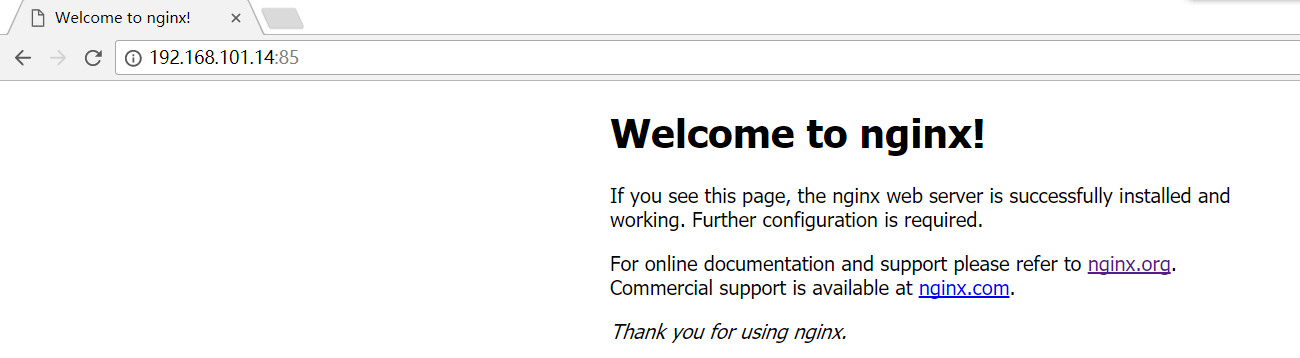 Welcome to nginx!
192.168.101.14:85
Welcome to nginx!
If you see this page, the nginx web server is successfully installed and
working. Further configuration is required.
For online documentation and support please refer to nginx.org.
Commercial support is available at nginx.com.
Thank you for using nginx.